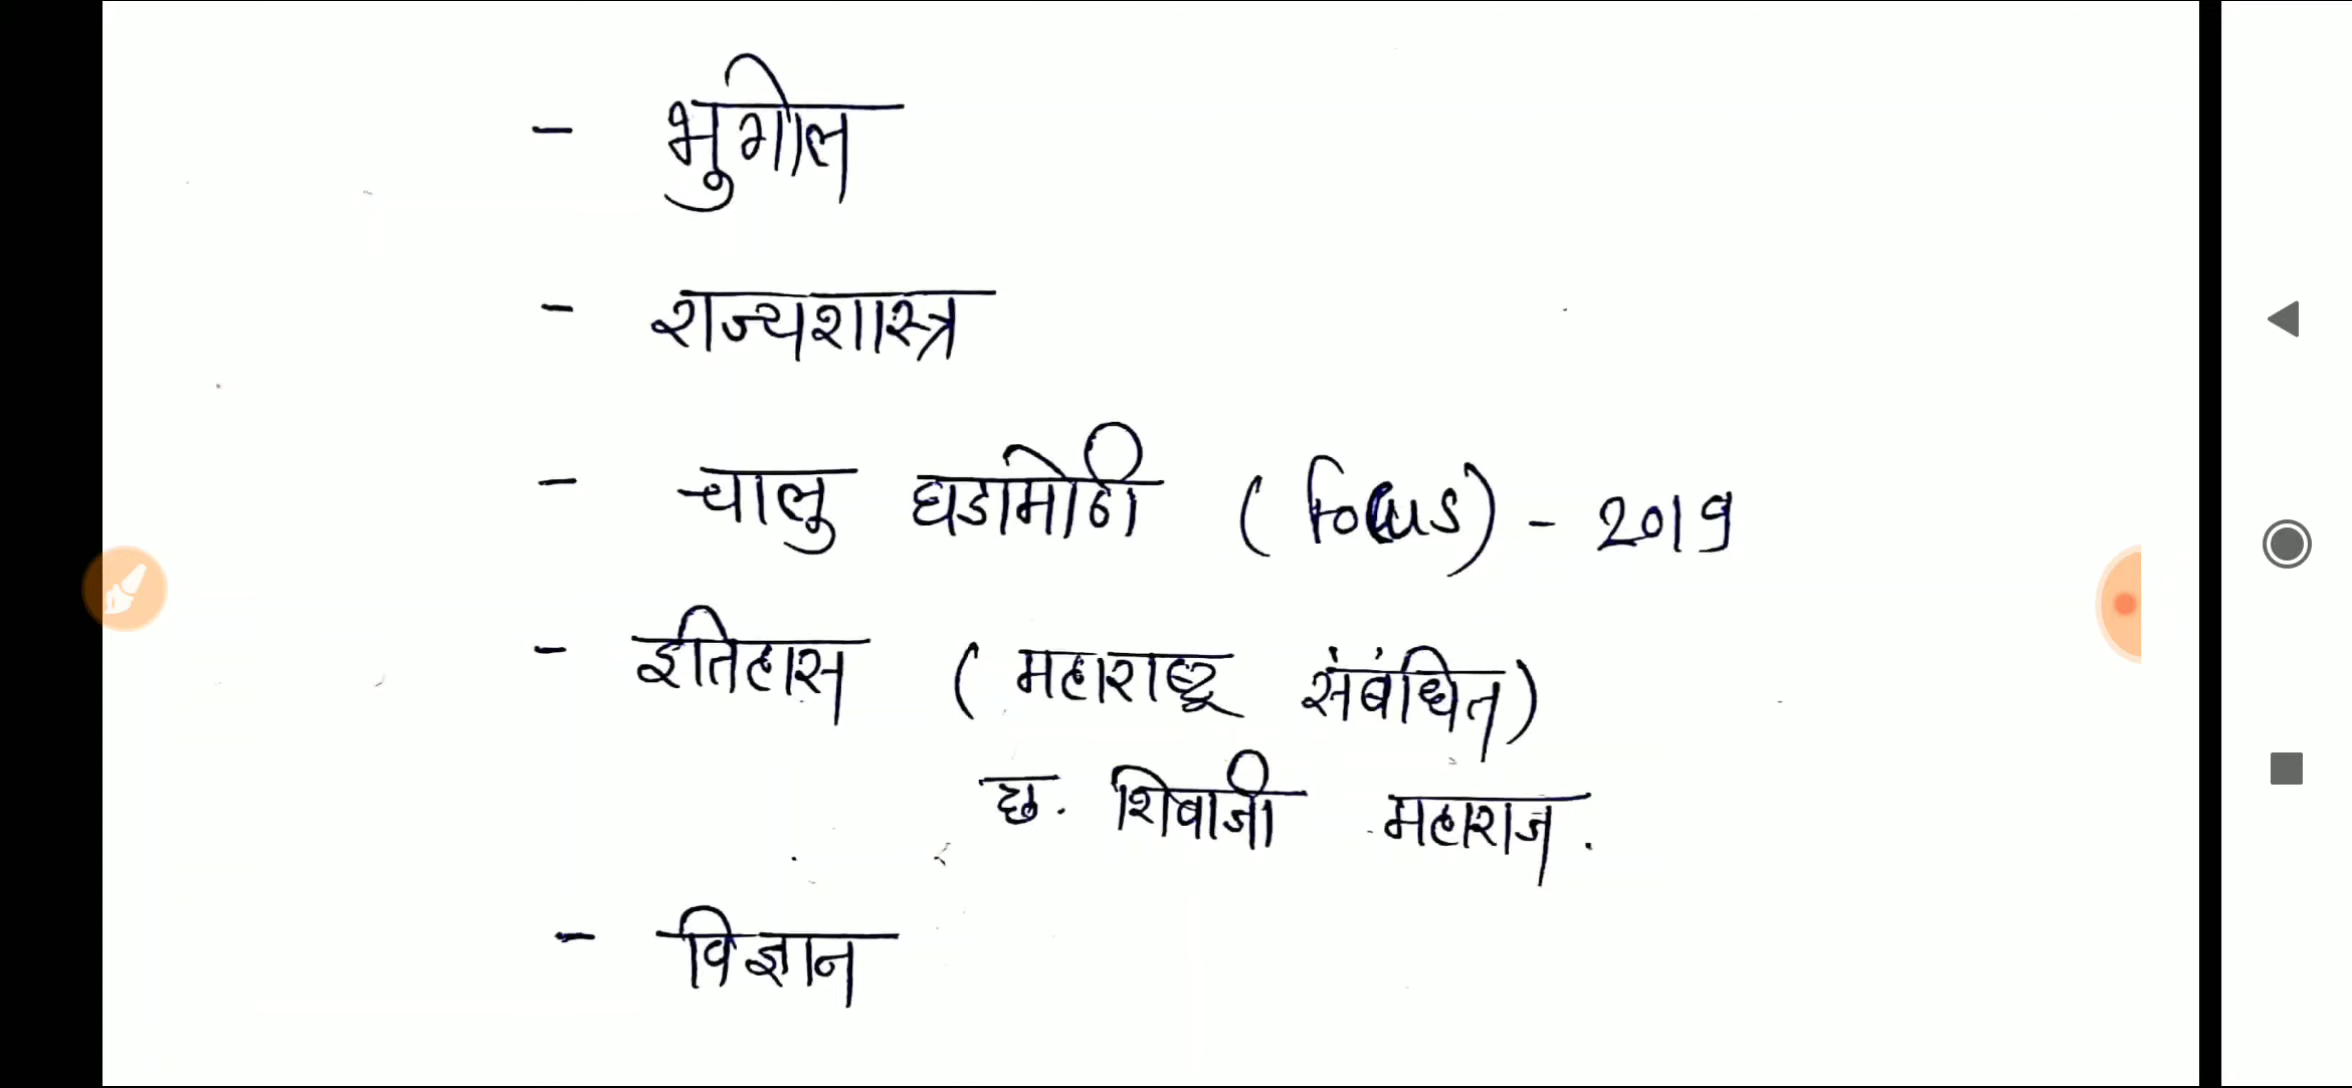 - भुगोल
- राज्यशास्त्र
- चालु घडामोडी (focus) - 2019
- इतिहास (महाराष्ट्र संबंधित)
छ. शिवाजी महाराज.
- विज्ञान